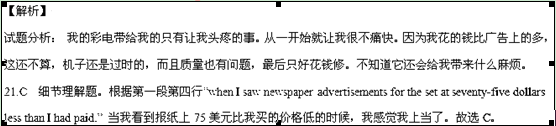 【解析】
试题分析： 我的彩电带给我的只有让我头疼的事。从一开始就让我很不痛快。因为我花的钱比广告上的多，
这还不算，机子还是过时的，而且质量也有问题，最后只好花钱修。不知道它还会给我带来什么麻烦。
21.C 细节理解题。根据第一段第四行“when I saw newspaper advertisements for the set at seventy-five dollars
less than I had paid.” 当我看到报纸上 75 美元比我买的价格低的时候，我感觉我上当了。故选 C。